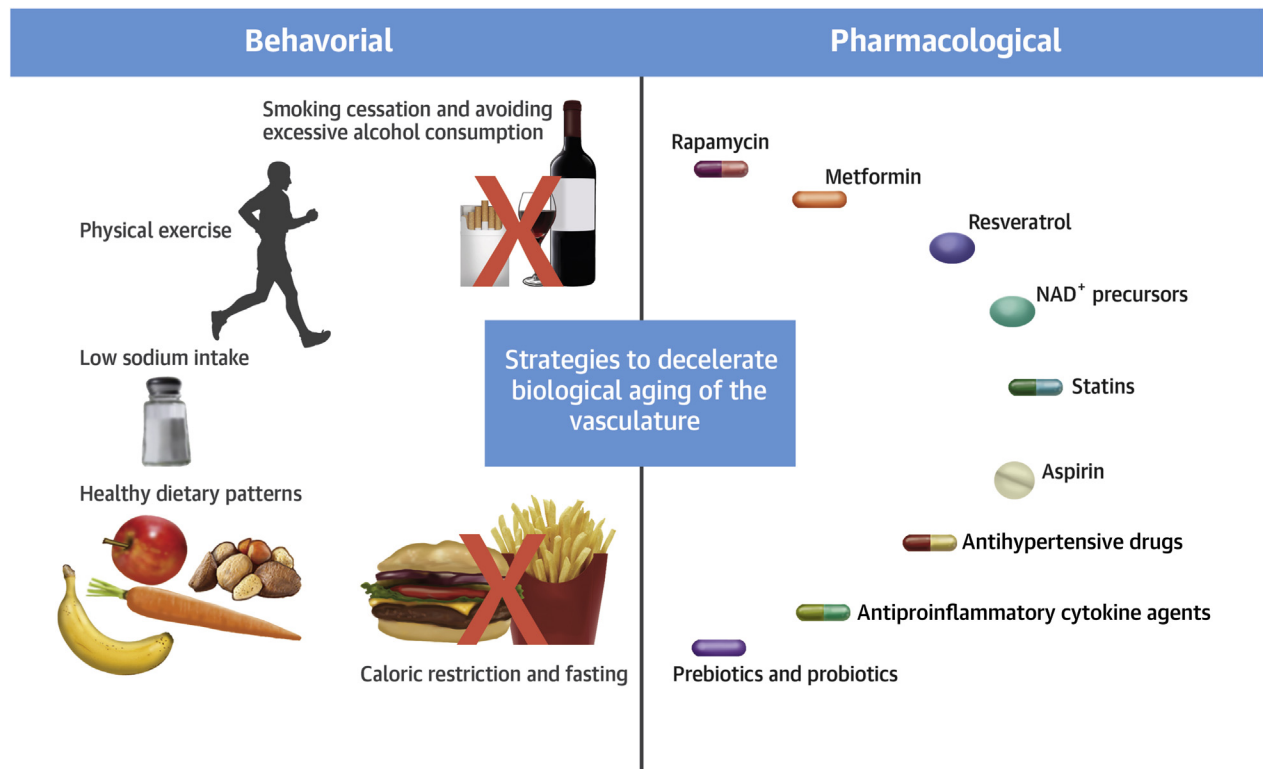 Behavorial
Pharmacological
Smoking cessation and avoiding
excessive alcohol consumption
Physical exercise
Low sodium intake
Healthy dietary patterns
Caloric restriction and fasting
Strategies to decelerate
biological aging of the
vasculature
Rapamycin
Metformin
Resveratrol
NAD⁺ precursors
Statins
Aspirin
Antihypertensive drugs
Antiproinflammatory cytokine agents
Prebiotics and probiotics